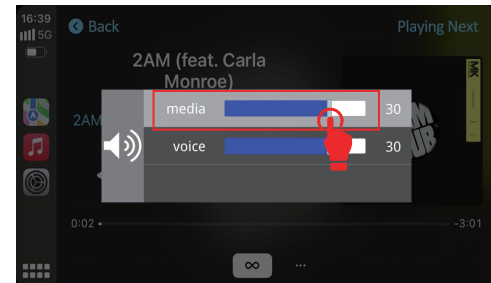 16:39
5G
Back
Playing Next
2AM (feat. Carla
Monroe)
MK
2AM
media 30
voice 30
0:02
-3:01